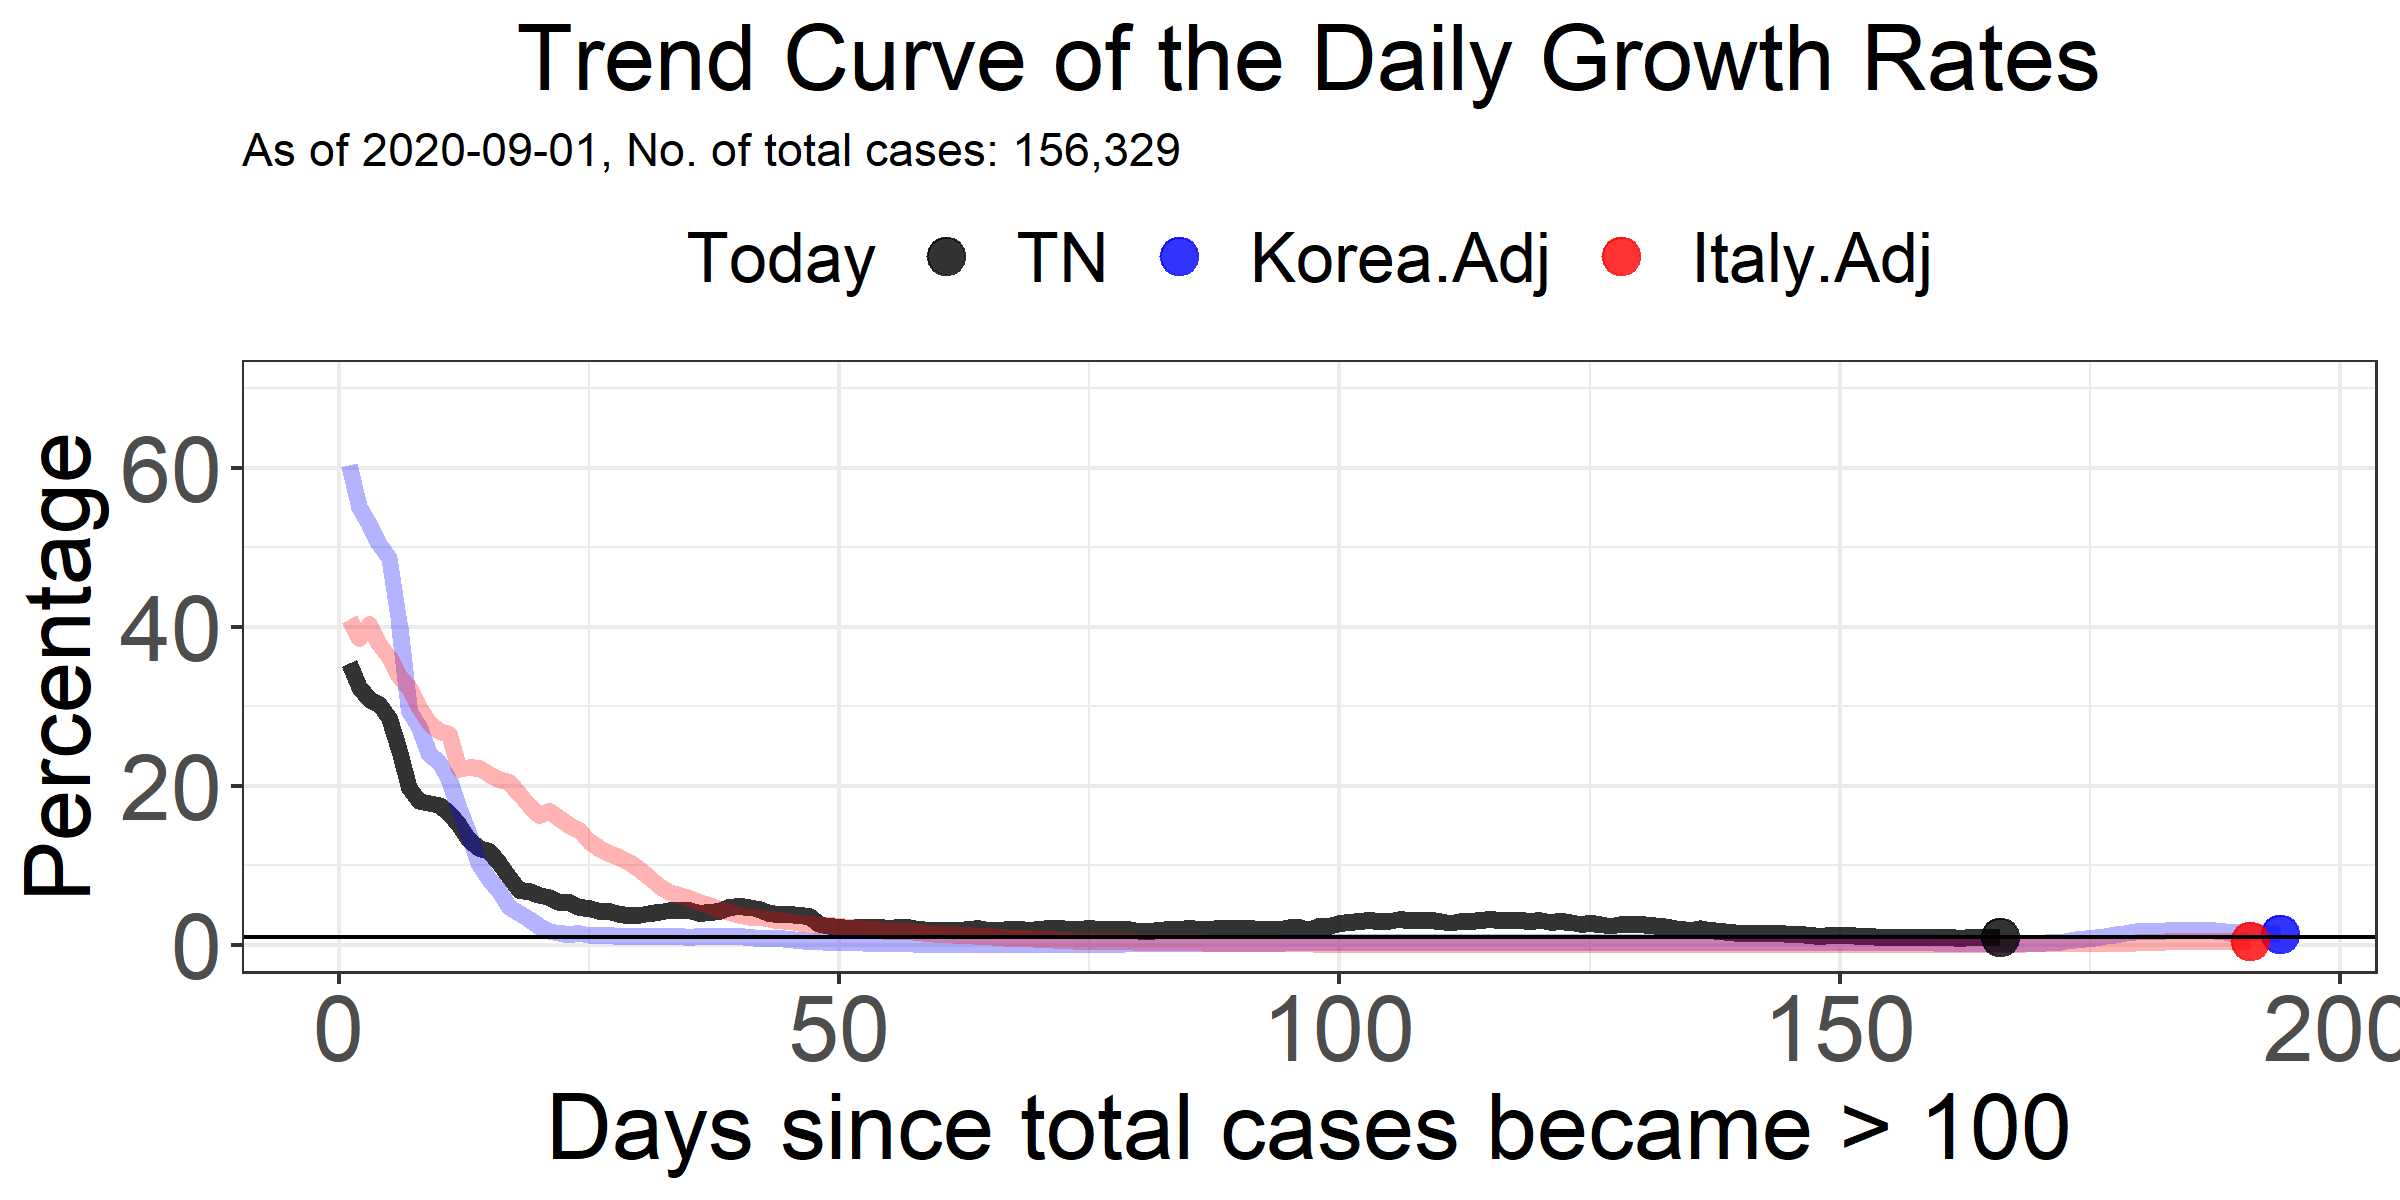 Trend Curve of the Daily Growth Rates
As of 2020-09-01, No. of total cases: 156,329
Today TN Korea.Adj Italy.Adj
Percentage
60
40
20
0
0 50 100 150 200
Days since total cases became > 100